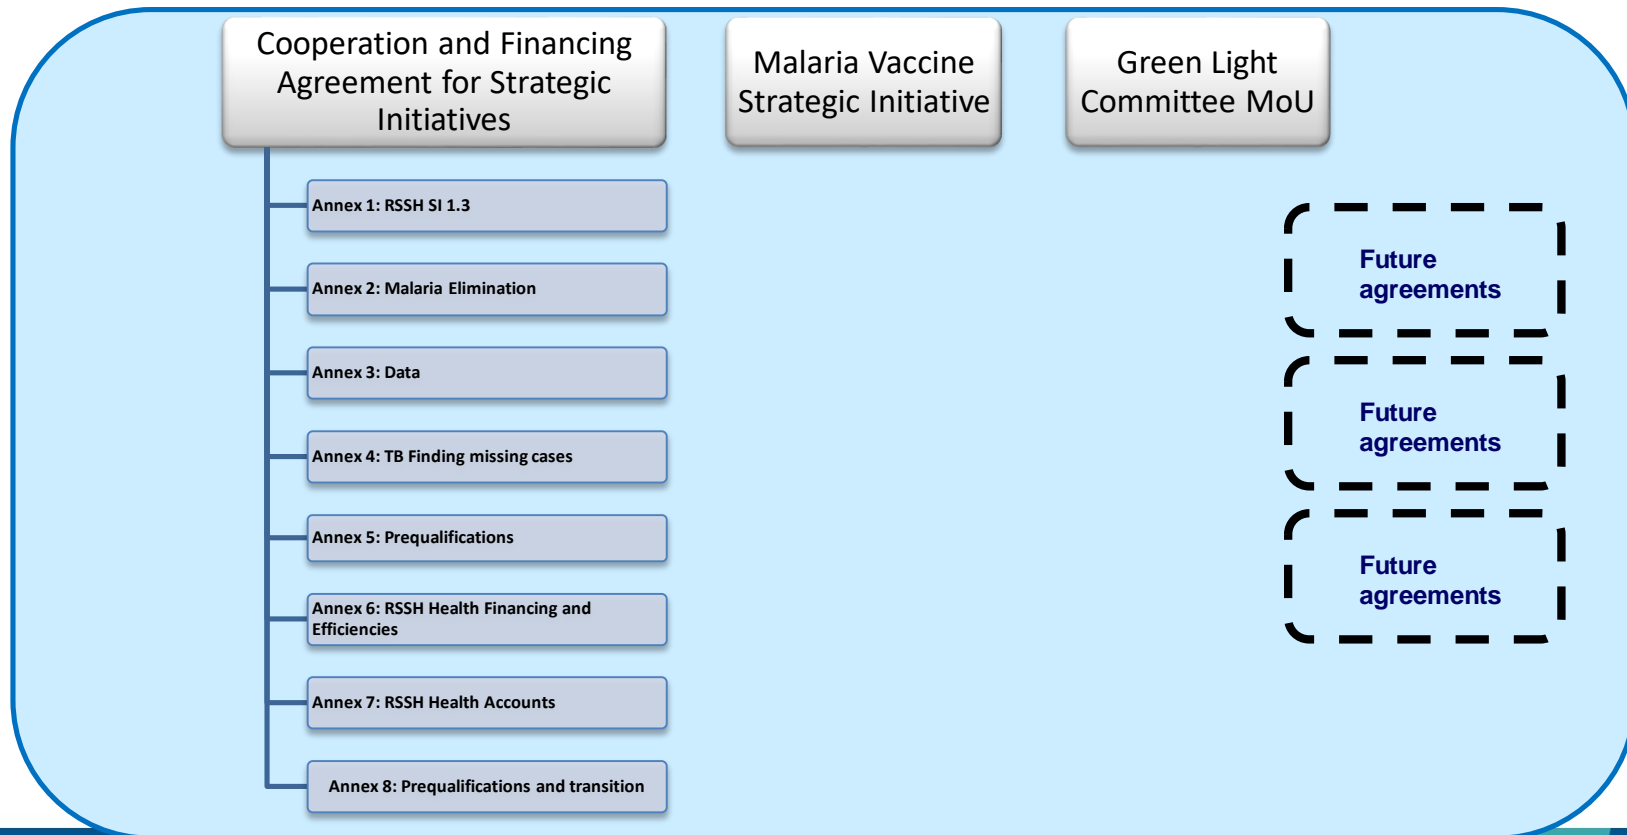 Cooperation and Financing
Agreement for Strategic
Initiatives
Malaria Vaccine
Strategic Initiative
Green Light
Committee MoU
Annex 1: RSSH SI 1.3
Annex 2: Malaria Elimination
Annex 3: Data
Annex 4: TB Finding missing cases
Annex 5: Prequalifications
Annex 6: RSSH Health Financing and
Efficiencies
Annex 7: RSSH Health Accounts
Annex 8: Prequalifications and transition
Future
agreements
Future
agreements
Future
agreements